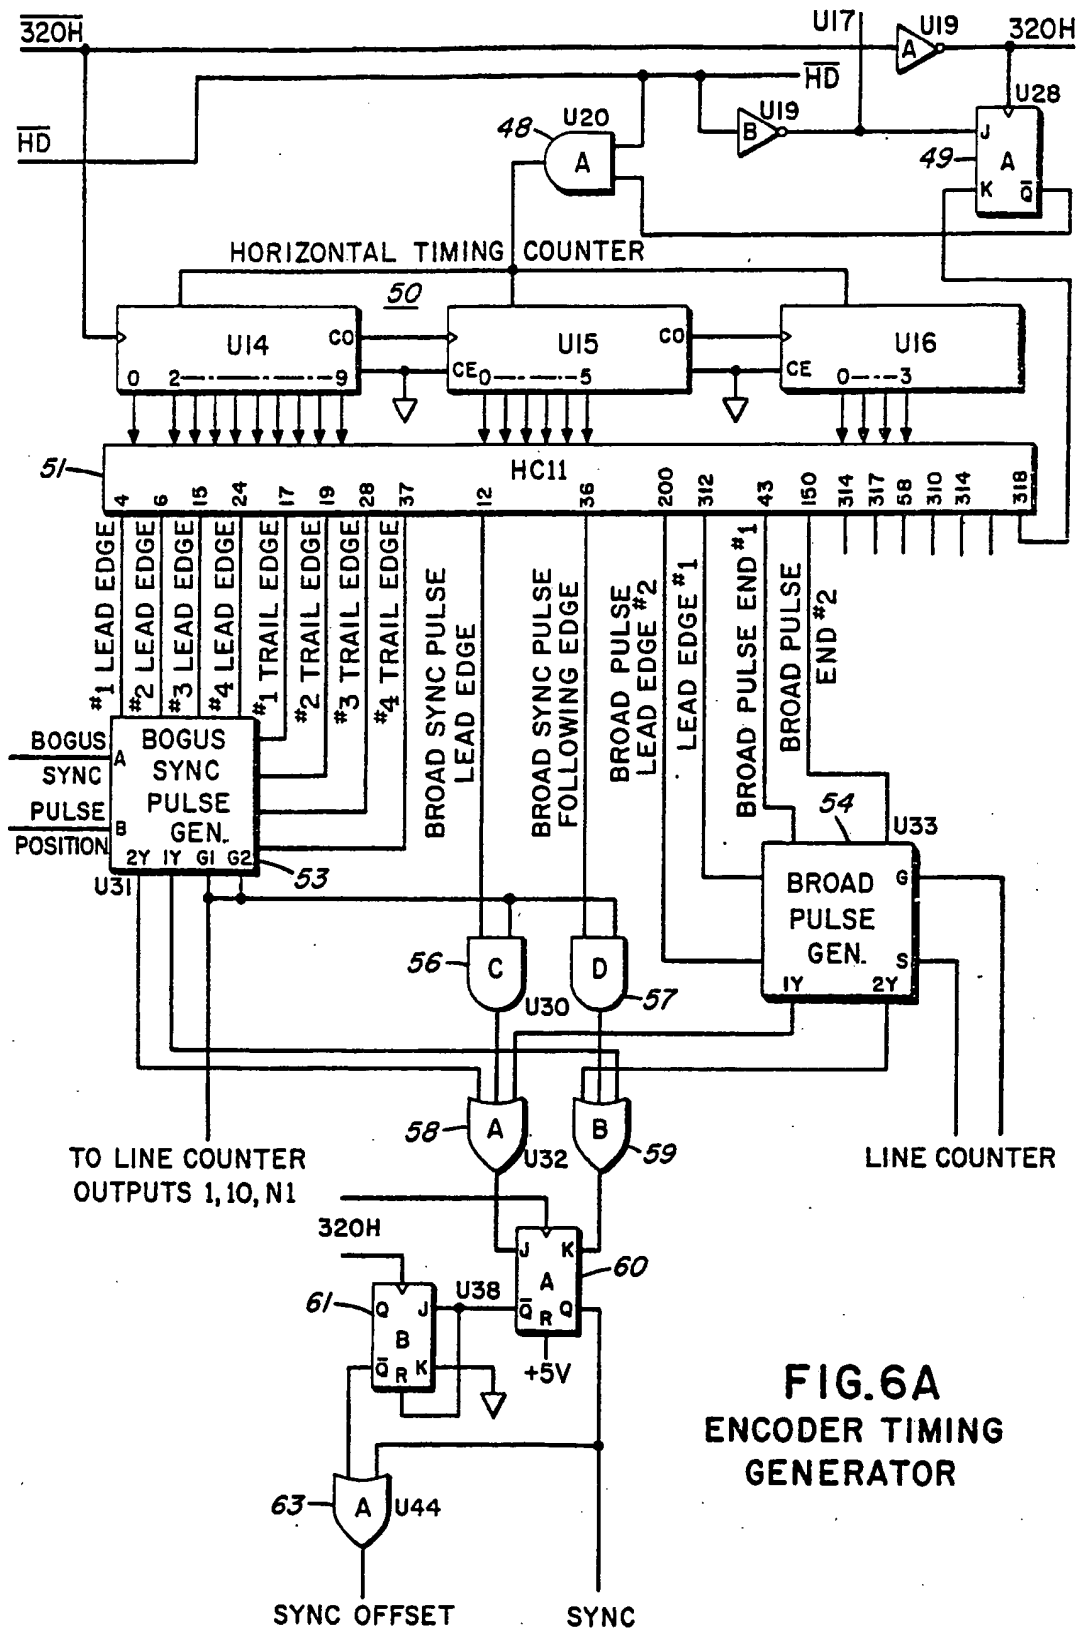 320H
U17
U19
320H
A
HD
HD
U19
U28
B
48
U20
A
J
49
A
K
Q
HORIZONTAL TIMING COUNTER
50
U14
CO
U15
CO
U16
0 2 9
CE 0 5
CE 0 3
51
HC11
4 6 15 24 17 19 28 37 12 36 200 312 43 150 314 317 58 310 314 318
#1 LEAD EDGE
#2 LEAD EDGE
#3 LEAD EDGE
#4 LEAD EDGE
#1 TRAIL EDGE
#2 TRAIL EDGE
#3 TRAIL EDGE
#4 TRAIL EDGE
BROAD SYNC PULSE
LEAD EDGE
BROAD SYNC PULSE
FOLLOWING EDGE
BROAD PULSE
LEAD EDGE #2
LEAD EDGE #1
BROAD PULSE END #1
BROAD PULSE
END #2
BOGUS
SYNC
PULSE
POSITION
A
B
BOGUS
SYNC
PULSE
GEN.
2Y 1Y G1 G2
U31
53
54
U33
BROAD
PULSE
GEN.
G
S
1Y
2Y
56
C
D
U30
57
58
A
U32
B
59
TO LINE COUNTER
OUTPUTS 1, 10, N1
LINE COUNTER
320H
J K
A
60
Q R Q
+5V
61
U38
Q J
B
Q R K
63
A
U44
SYNC OFFSET
SYNC
FIG. 6A
ENCODER TIMING
GENERATOR